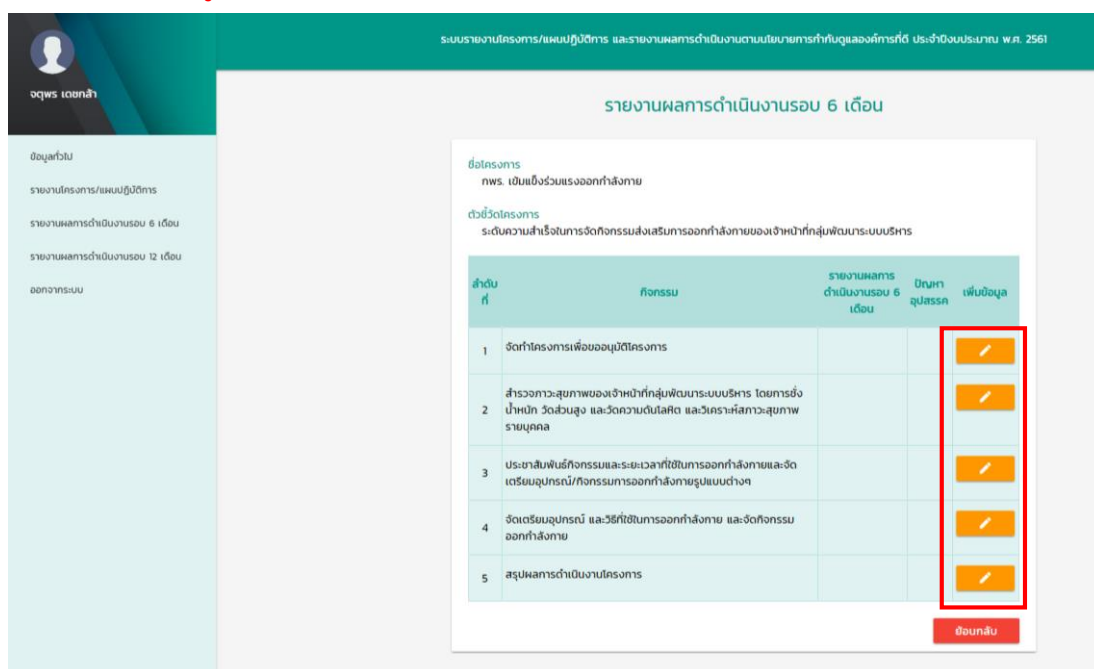 ระบบรายงานโครงการ/แผนปฏิบัติการ และรายงานผลการดำเนินงานตามนโยบายการกำกับดูแลองค์การที่ดี ประจำปีงบประมาณ พ.ศ. 2561
จตุพร เดชกล้า
ข้อมูลทั่วไป
รายงานโครงการ/แผนปฏิบัติการ
รายงานผลการดำเนินงานรอบ 6 เดือน
รายงานผลการดำเนินงานรอบ 12 เดือน
ออกจากระบบ
รายงานผลการดำเนินงานรอบ 6 เดือน
ชื่อโครงการ
กพร. เข้มแข็งร่วมแรงออกกำลังกาย
ตัวชี้วัดโครงการ
ระดับความสำเร็จในการจัดกิจกรรมส่งเสริมการออกกำลังกายของเจ้าหน้าที่กลุ่มพัฒนาระบบบริหาร
ลำดับ
ที่
กิจกรรม
รายงานผลการ
ดำเนินงานรอบ 6
เดือน
ปัญหา
อุปสรรค
เพิ่มข้อมูล
1 จัดทำโครงการเพื่อขออนุมัติโครงการ
สำรวจภาวะสุขภาพของเจ้าหน้าที่กลุ่มพัฒนาระบบบริหาร โดยการชั่ง
2 น้ำหนัก วัดส่วนสูง และวัดความดันโลหิต และวิเคราะห์สภาวะสุขภาพ
รายบุคคล
3 ประชาสัมพันธ์กิจกรรมและระยะเวลาที่ใช้ในการออกกำลังกายและจัด
เตรียมอุปกรณ์/กิจกรรมการออกกำลังกายรูปแบบต่างๆ
4 จัดเตรียมอุปกรณ์ และวิธีที่ใช้ในการออกกำลังกาย และจัดกิจกรรม
ออกกำลังกาย
5 สรุปผลการดำเนินงานโครงการ
ย้อนกลับ